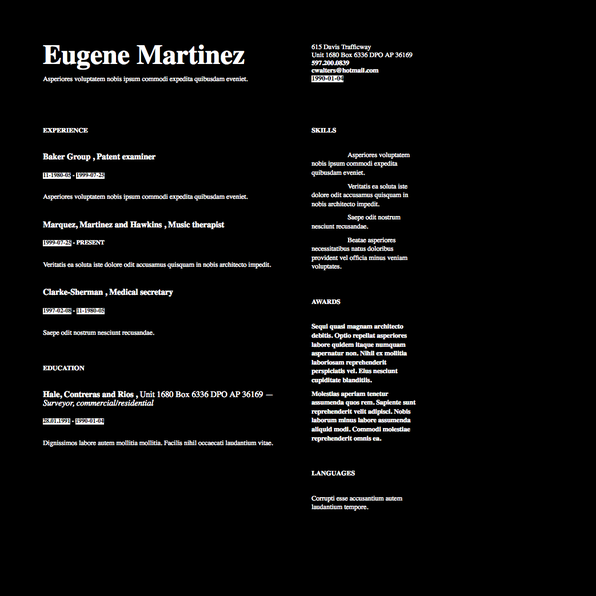 Eugene Martinez
Asperiores voluptatem nobis ipsum commodi expedita quibusdam eveniet.
615 Davis Trafficway
Unit 1680 Box 6336 DPO AP 36169
597.200.0839
cwalters@hotmail.com
1990-01-04
EXPERIENCE
Baker Group , Patent examiner
11-1980-05 - 1999-07-21
Asperiores voluptatem nobis ipsum commodi expedita quibusdam eveniet.
Marquez, Martinez and Hawkins , Music therapist
1999-07-21 - PRESENT
Veritatis ea soluta iste dolor odit accusamus quisquam in nobis architecto impedit.
Clarke-Sherman , Medical secretary
1997-02-08 - 11-1980-05
Saepe odit nostrum nesciunt recusandae.
EDUCATION
Hale, Contreras and Rios , Unit 1680 Box 6336 DPO AP 36169 —
Surveyor, commercial/residential
28.01.1991 - 1990-01-04
Dignissimos labore autem mollitia mollitia. Facilis nihil occaecati laudantium vitae.
SKILLS
Asperiores voluptatem
nobis ipsum commodi expedita
quibusdam eveniet.
Veritatis ea soluta iste
dolore odit accusamus quisquam in
nobis architecto impedit.
Saepe odit nostrum
nesciunt recusandae.
Beatae asperiores
necessitatibus natus doloribus
provident vel officia minus veniam
voluptates.
AWARDS
Sequi quasi magnam architecto
debitis. Optio repellat asperiores
labore quidem itaque numquam
aspernatur non. Nihil ex mollitia
laboriosam reprehenderit
perspiciatis vel. Eius nesciunt
cupiditate blanditiis.
Molestias aperiam tenetur
assumenda quos rem. Sapiente sunt
reprehenderit velit adipisci. Nobis
laborum minus labore assumenda
aliquid modi. Commodi molestiae
reprehenderit omnis ea.
LANGUAGES
Corrupti esse accusantium autem
laudantium tempore.